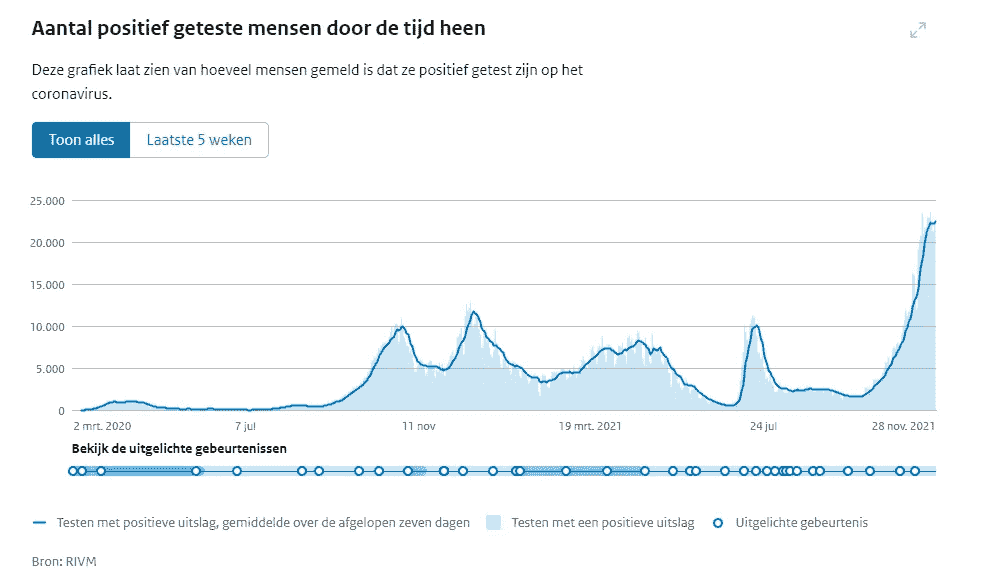 Aantal positief geteste mensen door de tijd heen
Deze grafiek laat zien van hoeveel mensen gemeld is dat ze positief getest zijn op het
coronavirus.
Toon alles
Laatste 5 weken
25.000
20.000
15.000
10.000
5.000
0
2 mrt. 2020
7 jul
11 nov
19 mrt. 2021
24 jul
28 nov. 2021
Bekijk de uitgelichte gebeurtenissen
Testen met positieve uitslag, gemiddelde over de afgelopen zeven dagen
Testen met een positieve uitslag
Uitgelichte gebeurtenis
Bron: RIVM